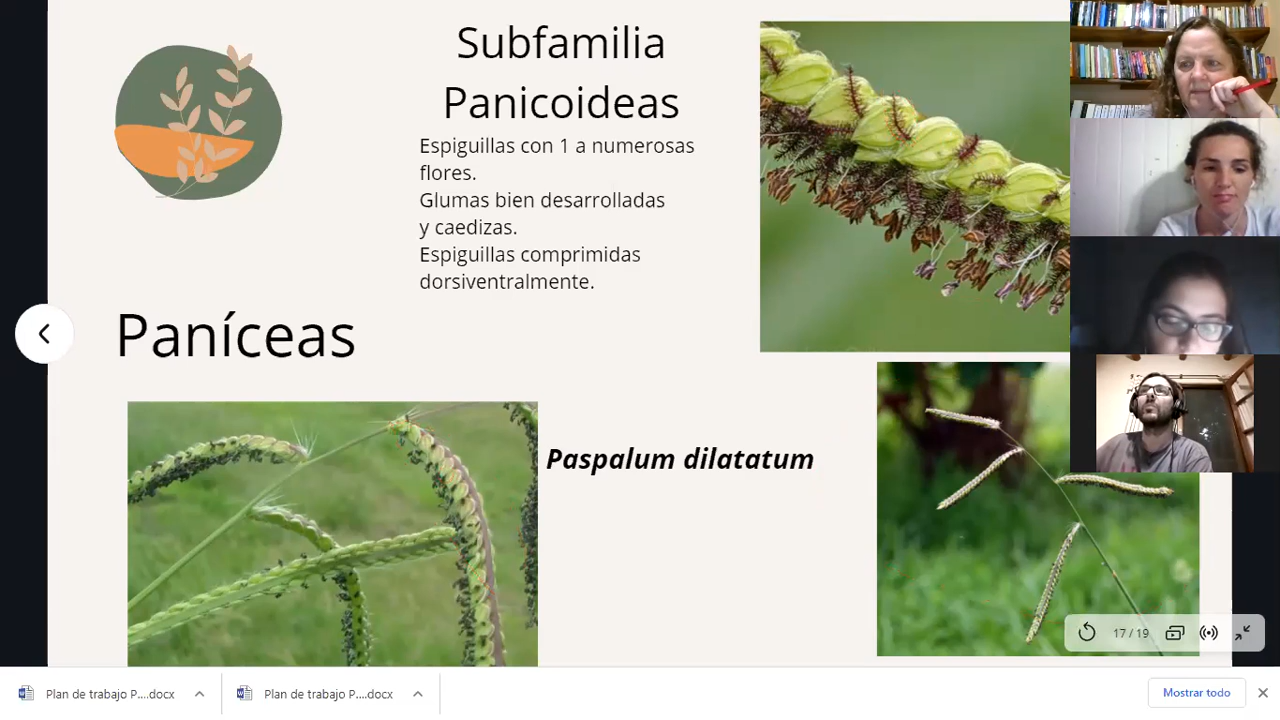 Subfamilia
Panicoideas
Espiguillas con 1 a numerosas
flores.
Glumas bien desarrolladas
y caedizas.
Espiguillas comprimidas
dorsiventralmente.
Paníceas
Paspalum dilatatum
17 / 19
Plan de trabajo P....docx
Plan de trabajo P....docx
Mostrar todo